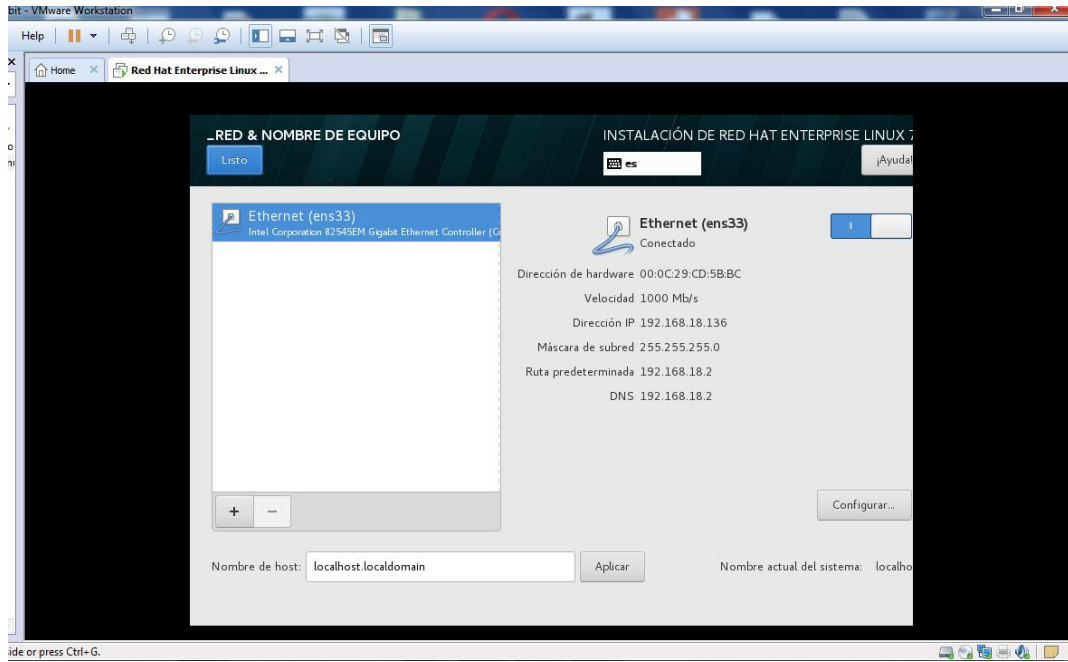 bit - VMware Workstation
Help
Home
Red Hat Enterprise Linux ...
_RED & NOMBRE DE EQUIPO
INSTALACIÓN DE RED HAT ENTERPRISE LINUX 7
Listo
es
¡Ayuda!
Ethernet (ens33)
Intel Corporation 82545EM Gigabit Ethernet Controller (C
Ethernet (ens33)
Conectado
Dirección de hardware 00:0C:29:CD:5B:BC
Velocidad 1000 Mb/s
Dirección IP 192.168.18.136
Máscara de subred 255.255.255.0
Ruta predeterminada 192.168.18.2
DNS 192.168.18.2
+ −
Configurar...
Nombre de host: localhost.localdomain Aplicar Nombre actual del sistema: localho
side or press Ctrl+G.